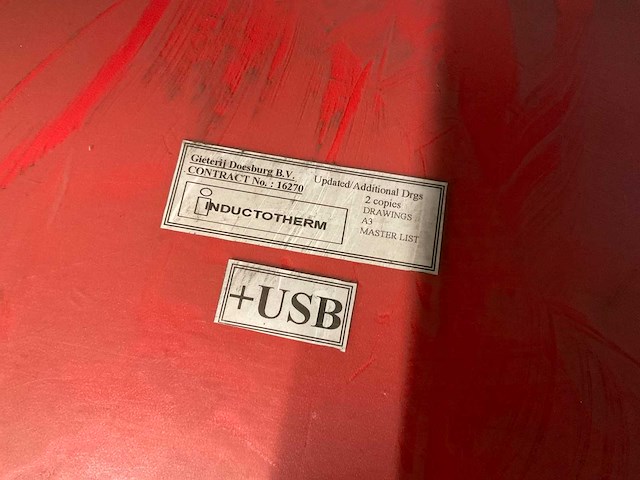 Gieterij Doesburg B.V.
CONTRACT No. : 16270
INDUCTOTHERM
Updated/Additional Drgs
2 copies
DRAWINGS
A3
MASTER LIST
+USB